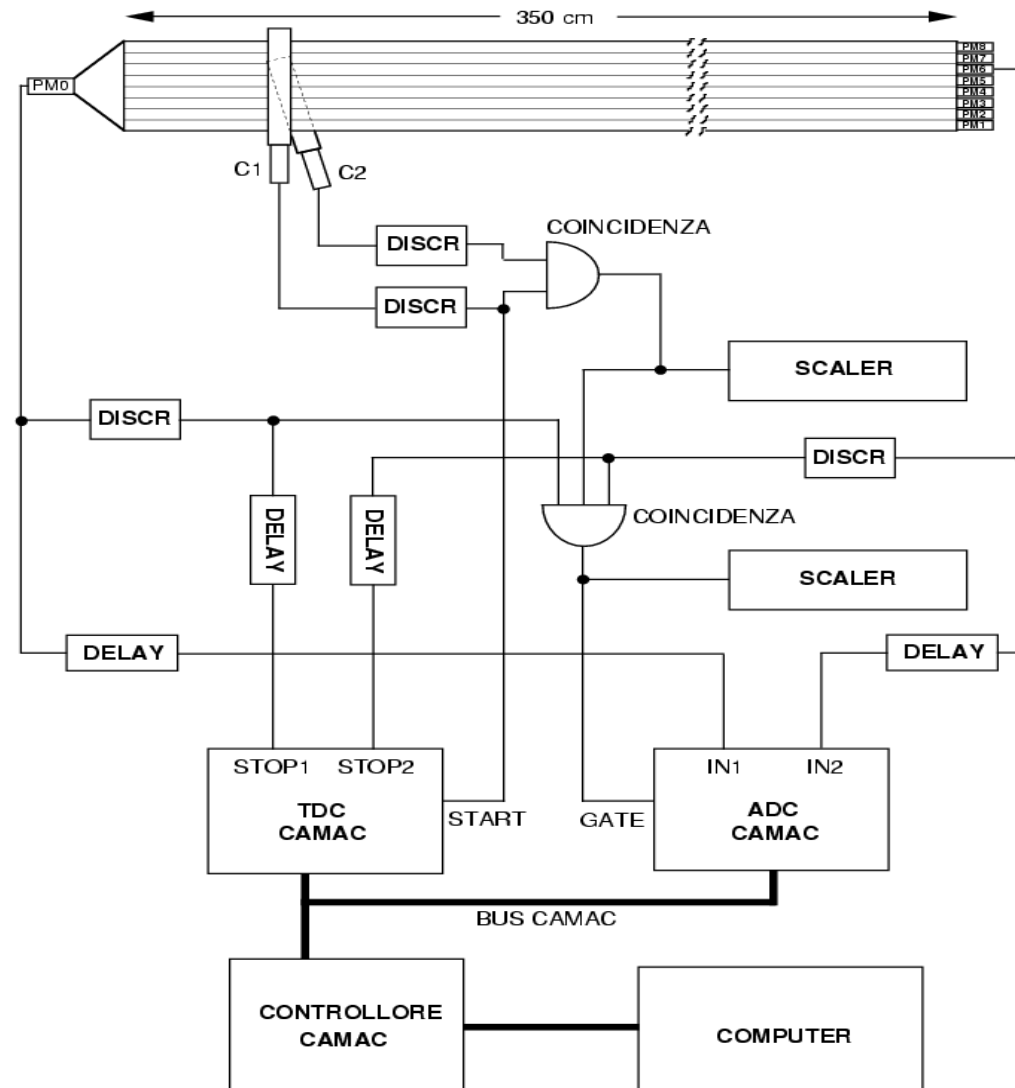 350 cm
PM8
PM7
PM6
PM5
PM4
PM3
PM2
PM1
PM0
C1
C2
COINCIDENZA
DISCR
DISCR
SCALER
DISCR
DISCR
DELAY
DELAY
COINCIDENZA
SCALER
DELAY
DELAY
STOP1 STOP2
IN1 IN2
TDC
CAMAC
START
GATE
ADC
CAMAC
BUS CAMAC
CONTROLLORE
CAMAC
COMPUTER